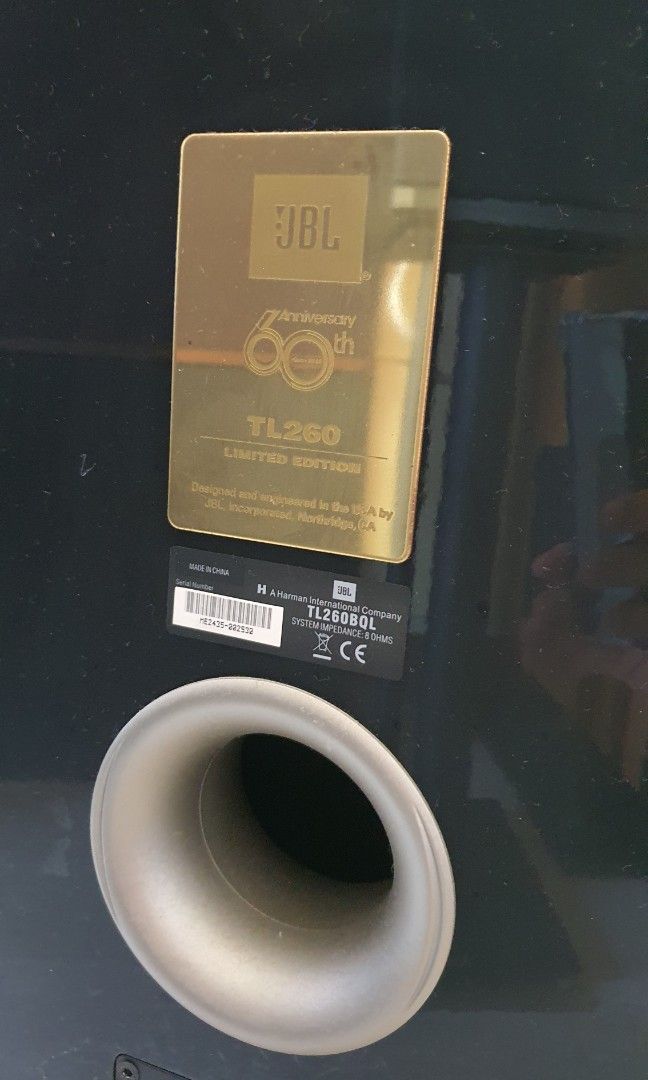 JBL
Anniversary
60th
TL260
LIMITED EDITION
Designed and engineered in the USA by
JBL, Incorporated, Northridge, CA
MADE IN CHINA
Serial Number
ME2435-002930
JBL
H A Harman International Company
TL260BQL
SYSTEM IMPEDANCE: 8 OHMS
CE